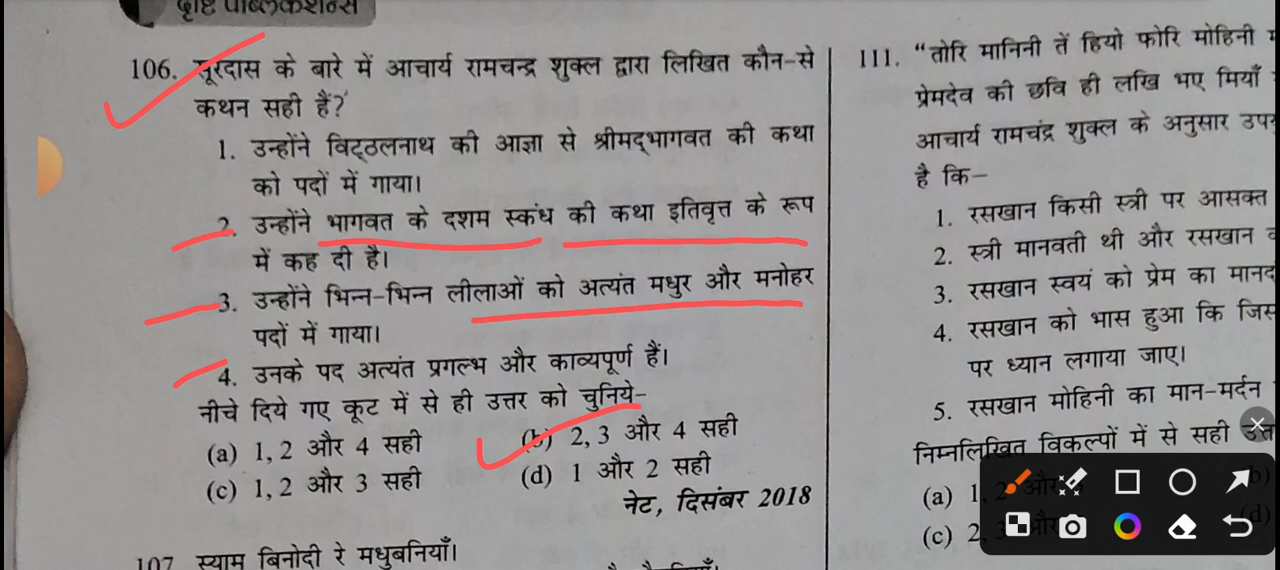 दृष्टि पब्लिकेशन्स
106. सूरदास के बारे में आचार्य रामचन्द्र शुक्ल द्वारा लिखित कौन-से
कथन सही हैं?
1. उन्होंने विट्ठलनाथ की आज्ञा से श्रीमद्भागवत की कथा
को पदों में गाया।
2. उन्होंने भागवत के दशम स्कंध की कथा इतिवृत्त के रूप
में कह दी है।
3. उन्होंने भिन्न-भिन्न लीलाओं को अत्यंत मधुर और मनोहर
पदों में गाया।
4. उनके पद अत्यंत प्रगल्भ और काव्यपूर्ण हैं।
नीचे दिये गए कूट में से ही उत्तर को चुनिये-
(a) 1, 2 और 4 सही
(b) 2, 3 और 4 सही
(c) 1, 2 और 3 सही
(d) 1 और 2 सही
नेट, दिसंबर 2018
107. स्याम बिनोदी रे मधुबनियाँ।
111. “तोरि मानिनी तें हियो फोरि मोहिनी
प्रेमदेव की छवि ही लखि भए मियाँ
आचार्य रामचंद्र शुक्ल के अनुसार
है कि-
1. रसखान किसी स्त्री पर आसक्त
2. स्त्री मानवती थी और रसखान
3. रसखान स्वयं को प्रेम का
4. रसखान को भास हुआ कि
पर ध्यान लगाया जाए।
5. रसखान मोहिनी का मान-मर्दन
निम्नलिखित विकल्पों में से सही
(a) 1, 2 और
(c) 2,